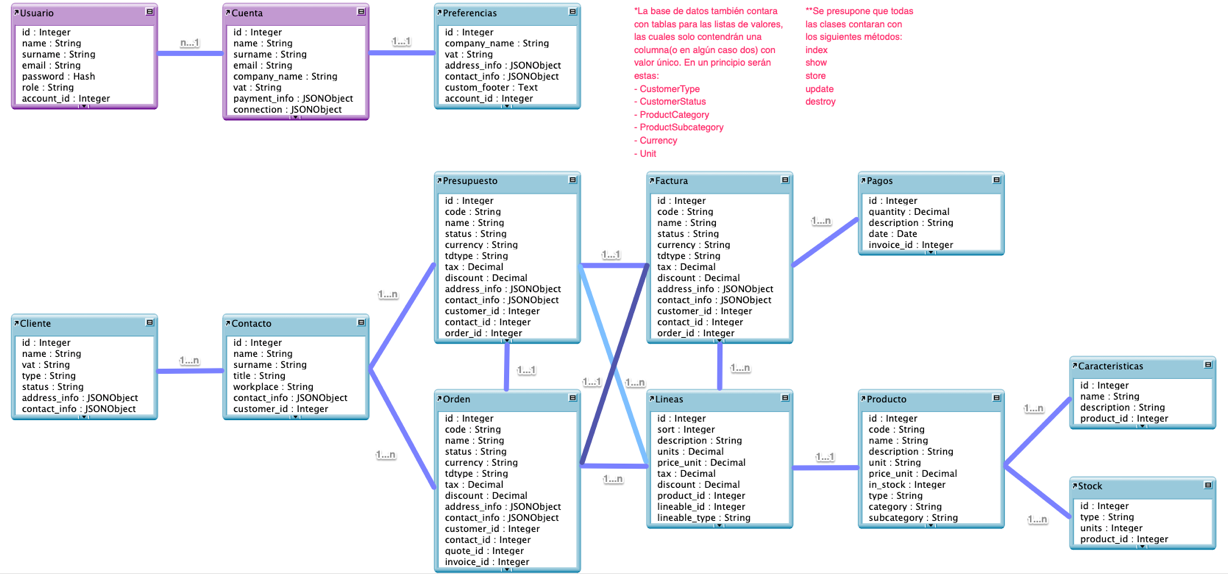 Usuario
id : Integer
name : String
surname : String
email : String
password : Hash
role : String
account_id : Integer
n...1
Cuenta
id : Integer
name : String
surname : String
email : String
company_name : String
vat : String
payment_info : JSONObject
connection : JSONObject
1...1
Preferencias
id : Integer
company_name : String
vat : String
address_info : JSONObject
contact_info : JSONObject
custom_footer : Text
account_id : Integer
*La base de datos también contara
con tablas para las listas de valores,
las cuales solo contendrán una
columna(o en algún caso dos) con
valor único. En un principio serán
estas:
- CustomerType
- CustomerStatus
- ProductCategory
- ProductSubcategory
- Currency
- Unit
**Se presupone que todas
las clases contaran con
los siguientes métodos:
index
show
store
update
destroy
Presupuesto
id : Integer
code : String
name : String
status : String
currency : String
tdtype : String
tax : Decimal
discount : Decimal
address_info : JSONObject
contact_info : JSONObject
customer_id : Integer
contact_id : Integer
order_id : Integer
1...1
Factura
id : Integer
code : String
name : String
status : String
currency : String
tdtype : String
tax : Decimal
discount : Decimal
address_info : JSONObject
contact_info : JSONObject
customer_id : Integer
contact_id : Integer
order_id : Integer
1...n
Pagos
id : Integer
quantity : Decimal
description : String
date : Date
invoice_id : Integer
Cliente
id : Integer
name : String
vat : String
type : String
status : String
address_info : JSONObject
contact_info : JSONObject
1...n
Contacto
id : Integer
name : String
surname : String
title : String
workplace : String
contact_info : JSONObject
customer_id : Integer
1...n
1...n
1...1
1...1
1...n
1...n
Orden
id : Integer
code : String
name : String
status : String
currency : String
tdtype : String
tax : Decimal
discount : Decimal
address_info : JSONObject
contact_info : JSONObject
customer_id : Integer
contact_id : Integer
quote_id : Integer
invoice_id : Integer
1...n
Lineas
id : Integer
sort : Integer
description : String
units : Decimal
price_unit : Decimal
tax : Decimal
discount : Decimal
product_id : Integer
lineable_id : Integer
lineable_type : String
1...1
Producto
id : Integer
code : String
name : String
description : String
unit : String
price_unit : Decimal
in_stock : Integer
type : String
category : String
subcategory : String
1...n
1...n
Caracteristicas
id : Integer
name : String
description : String
product_id : Integer
Stock
id : Integer
type : String
units : Integer
product_id : Integer